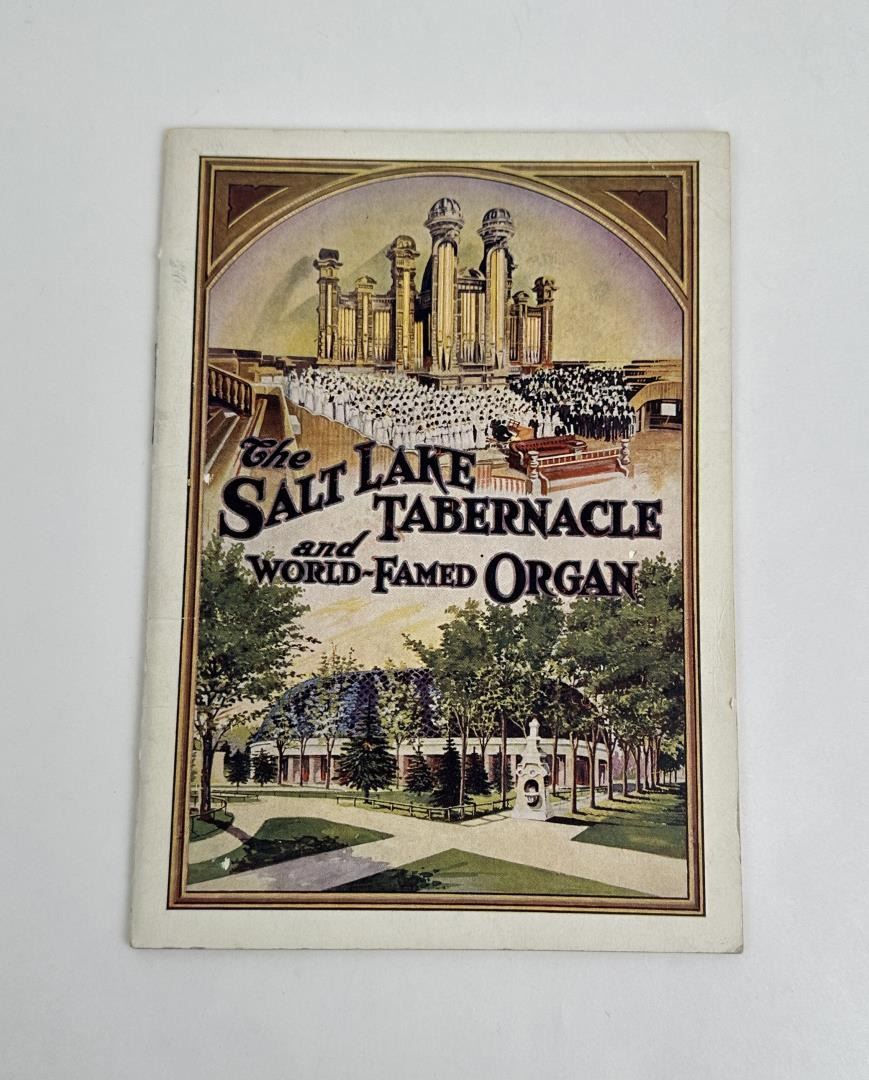 The
SALT LAKE
TABERNACLE
and
WORLD-FAMED ORGAN